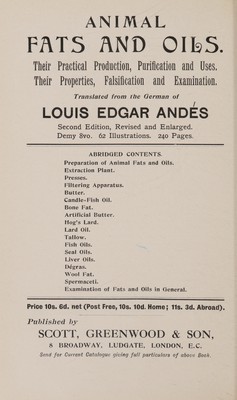 ANIMAL
FATS AND OILS.
Their Practical Production, Purification and Uses.
Their Properties, Falsification and Examination.
Translated from the German of
LOUIS EDGAR ANDÉS
Second Edition, Revised and Enlarged.
Demy 8vo. 62 Illustrations. 240 Pages.
ABRIDGED CONTENTS.
Preparation of Animal Fats and Oils.
Extraction Plant.
Presses.
Filtering Apparatus.
Butter.
Candle-Fish Oil.
Bone Fat.
Artificial Butter.
Hog's Lard.
Lard Oil.
Tallow.
Fish Oils.
Seal Oils.
Liver Oils.
Dégras.
Wool Fat.
Spermaceti.
Examination of Fats and Oils in General.
Price 10s. 6d. net (Post Free, 10s. 10d. Home; 11s. 3d. Abroad).
Published by
SCOTT, GREENWOOD & SON,
8 BROADWAY, LUDGATE, LONDON, E.C.
Send for Current Catalogue giving full particulars of above Book.